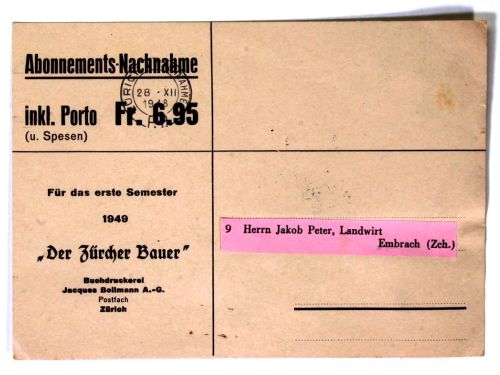 Abonnements-Nachnahme
inkl. Porto Fr. 6.95
(u. Spesen)
28 · XII
1948
Für das erste Semester
1949
„Der Zürcher Bauer"
Buchdruckerei
Jacques Bollmann A.-G.
Postfach
Zürich
9 Herrn Jakob Peter, Landwirt
Embrach (Zch.)